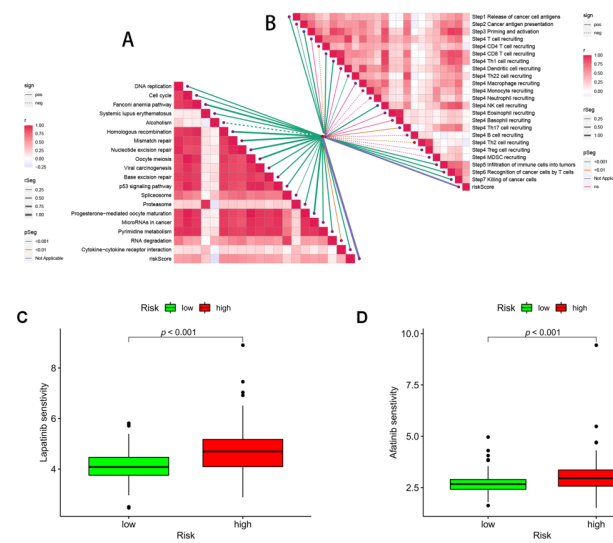 A
B
sign
pos
neg
r
1.00
0.75
0.50
0.25
0.00
-0.25
rSeg
0.25
0.50
0.75
1.00
pSeg
<0.001
<0.01
Not Applicable
DNA replication
Cell cycle
Fanconi anemia pathway
Systemic lupus erythematosus
Alcoholism
Homologous recombination
Mismatch repair
Nucleotide excision repair
Oocyte meiosis
Viral carcinogenesis
Base excision repair
p53 signaling pathway
Spliceosome
Proteasome
Progesterone-mediated oocyte maturation
MicroRNAs in cancer
Pyrimidine metabolism
RNA degradation
Cytokine-cytokine receptor interaction
riskScore
Step1 Release of cancer cell antigens
Step2 Cancer antigen presentation
Step3 Priming and activation
Step4 T cell recruiting
Step4 CD4 T cell recruiting
Step4 CD8 T cell recruiting
Step4 Th1 cell recruiting
Step4 Dendritic cell recruiting
Step4 Th22 cell recruiting
Step4 Macrophage recruiting
Step4 Monocyte recruiting
Step4 Neutrophil recruiting
Step4 NK cell recruiting
Step4 Eosinophil recruiting
Step4 Basophil recruiting
Step4 Th17 cell recruiting
Step4 B cell recruiting
Step4 Th2 cell recruiting
Step4 Treg cell recruiting
Step4 MDSC recruiting
Step5 Infiltration of immune cells into tumors
Step6 Recognition of cancer cells by T cells
Step7 Killing of cancer cells
riskScore
sign
pos
neg
r
1.00
0.75
0.50
0.25
0.00
rSeg
0.25
0.50
0.75
1.00
pSeg
<0.001
<0.01
Not Applicable
ns
C
Risk low high
p < 0.001
8
6
4
Lapatinib senstivity
low high
Risk
D
Risk low high
p < 0.001
10.0
7.5
5.0
2.5
Afatinib senstivity
low high
Risk